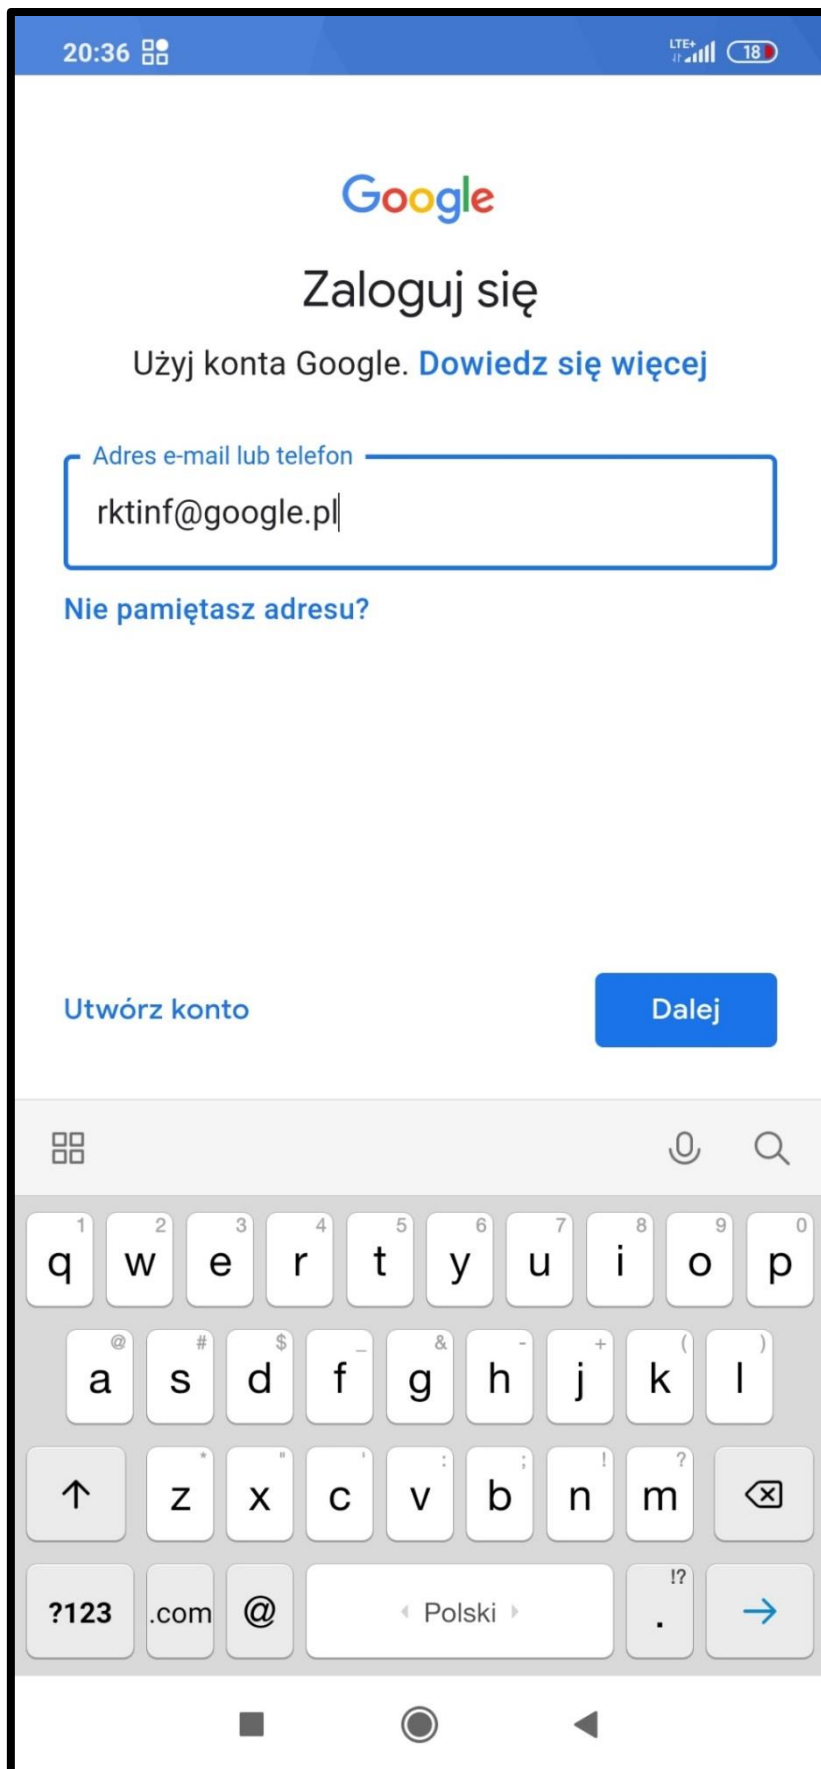 20:36 LTE+ 18
Google
Zaloguj się
Użyj konta Google. Dowiedz się więcej
Adres e-mail lub telefon
rktinf@google.pl
Nie pamiętasz adresu?
Utwórz konto Dalej
1 2 3 4 5 6 7 8 9 0
q w e r t y u i o p
@ # $ _ & - + ( )
a s d f g h j k l
* " ' : ; ! ?
z x c v b n m
!?
?123 .com @ Polski .